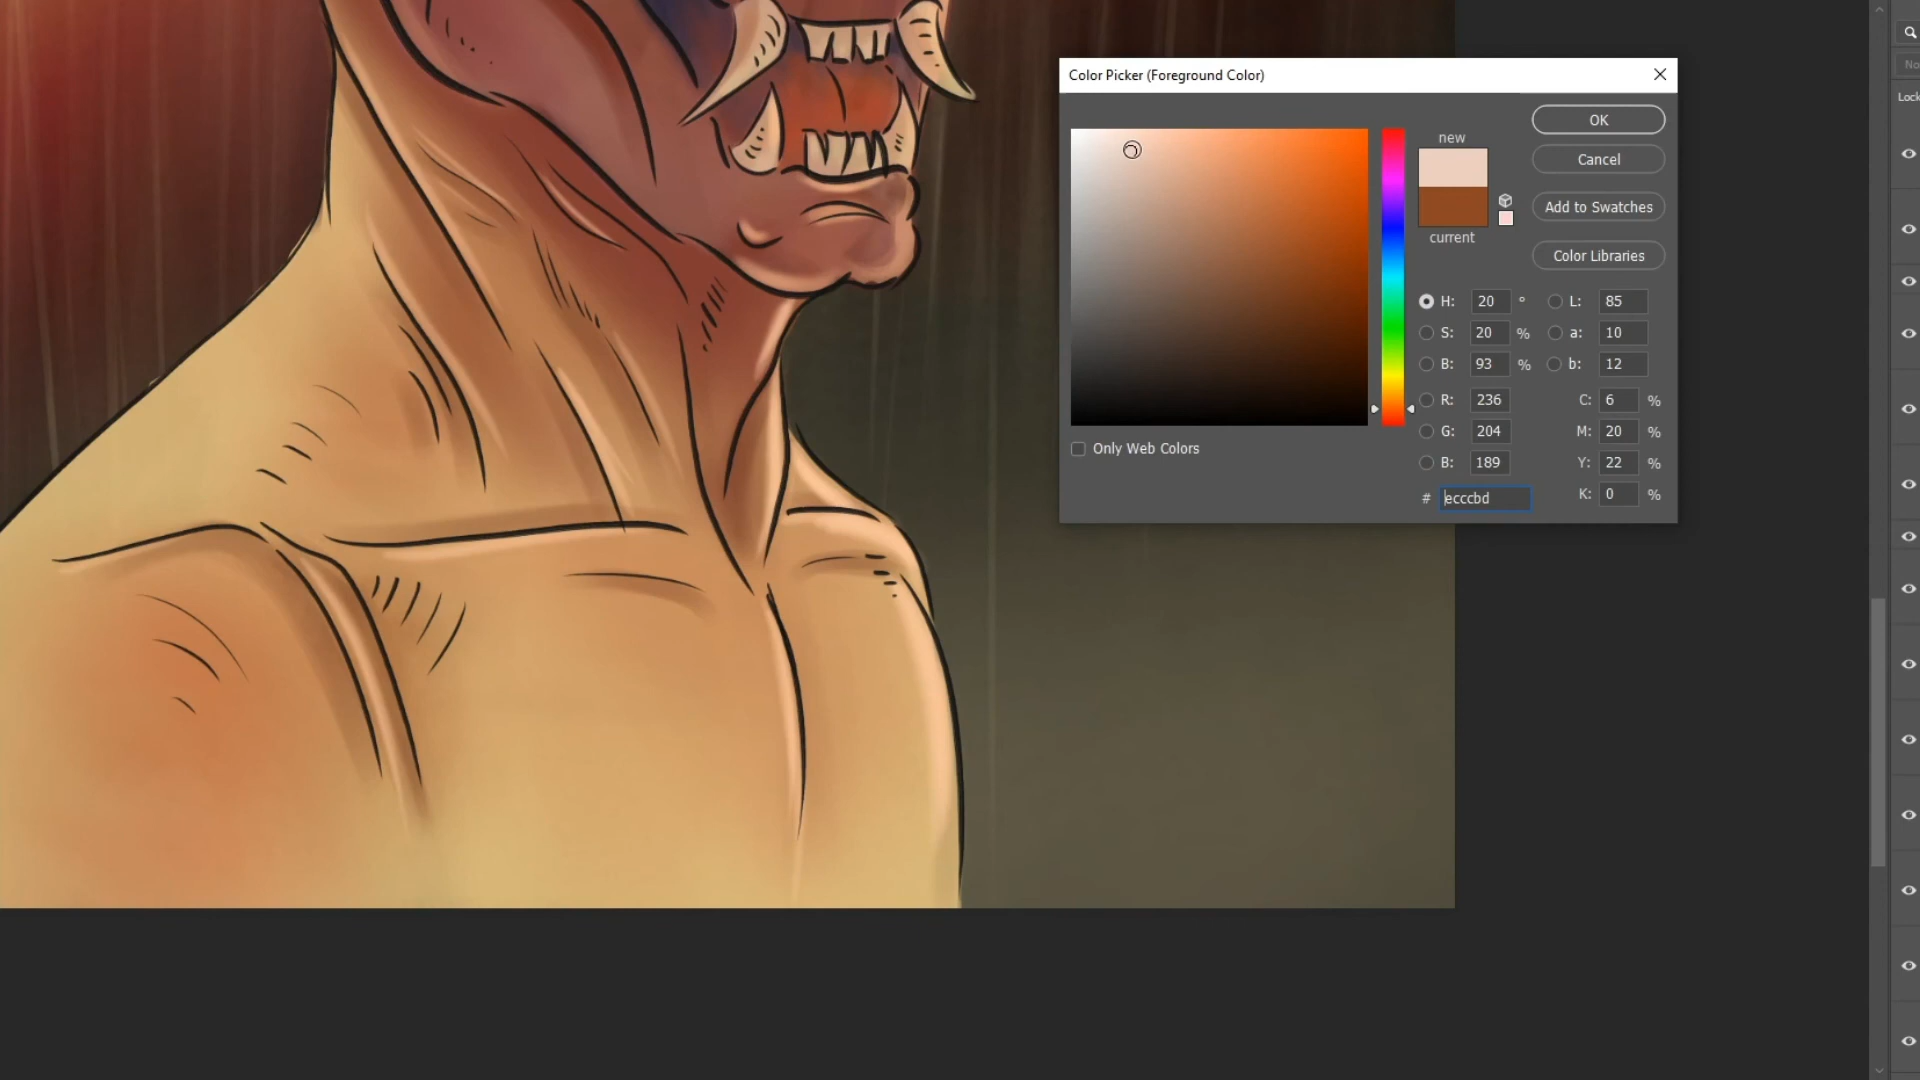 Color Picker (Foreground Color)
No
Lock
new
current
OK
Cancel
Add to Swatches
Color Libraries
H: 20 °
S: 20 %
B: 93 %
L: 85
a: 10
b: 12
R: 236
G: 204
B: 189
C: 6 %
M: 20 %
Y: 22 %
K: 0 %
# ecccbd
Only Web Colors